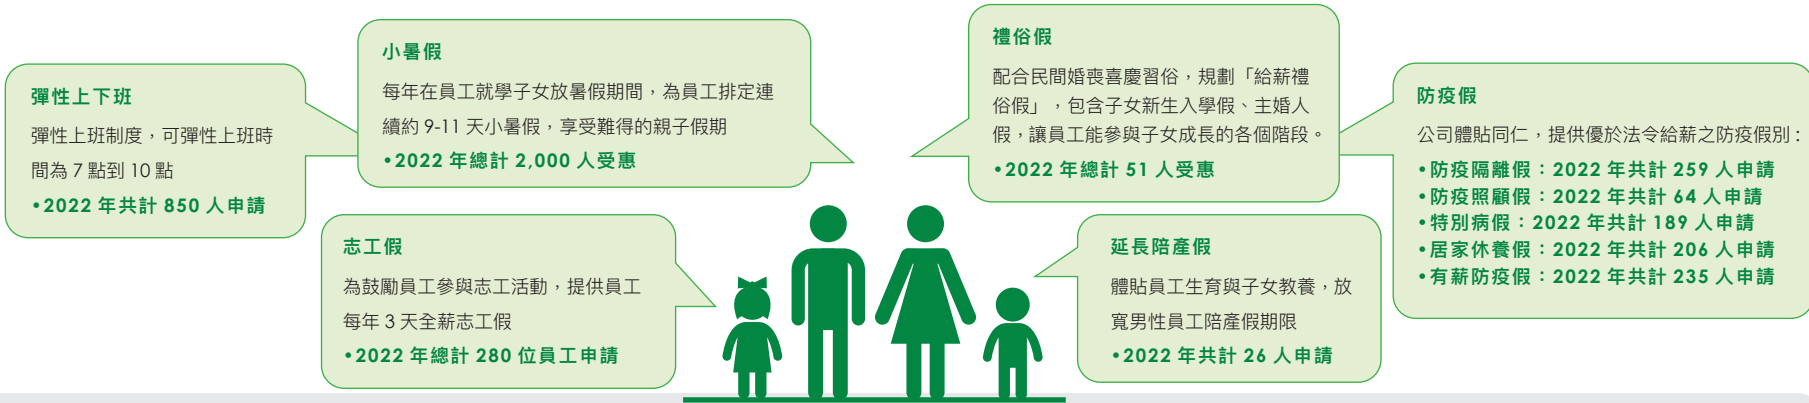 彈性上下班
彈性上班制度，可彈性上班時
間為 7 點到 10 點
•2022 年共計 850 人申請
小暑假
每年在員工就學子女放暑假期間，為員工排定連
續約 9-11 天小暑假，享受難得的親子假期
•2022 年總計 2,000 人受惠
志工假
為鼓勵員工參與志工活動，提供員工
每年 3 天全薪志工假
•2022 年總計 280 位員工申請
禮俗假
配合民間婚喪喜慶習俗，規劃「給薪禮
俗假」，包含子女新生入學假、主婚人
假，讓員工能參與子女成長的各個階段。
•2022 年總計 51 人受惠
延長陪產假
體貼員工生育與子女教養，放
寬男性員工陪產假期限
•2022 年共計 26 人申請
防疫假
公司體貼同仁，提供優於法令給薪之防疫假別：
•防疫隔離假：2022 年共計 259 人申請
•防疫照顧假：2022 年共計 64 人申請
•特別病假：2022 年共計 189 人申請
•居家休養假：2022 年共計 206 人申請
•有薪防疫假：2022 年共計 235 人申請